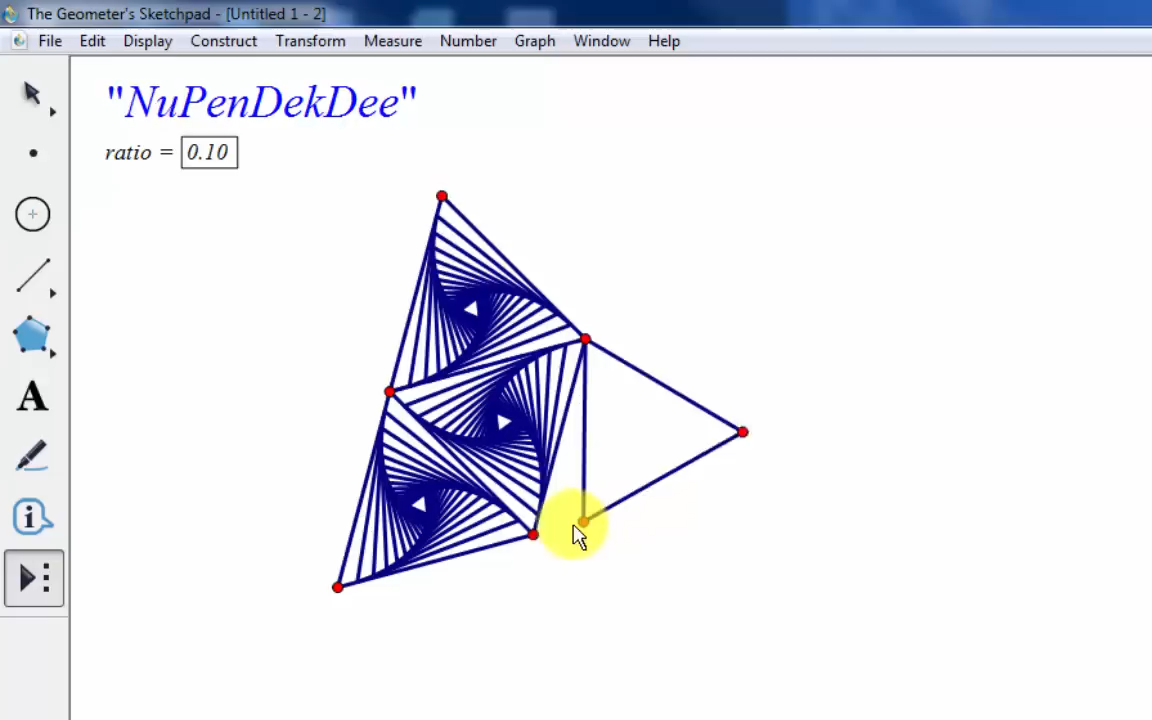 The Geometer's Sketchpad - [Untitled 1 - 2]
File Edit Display Construct Transform Measure Number Graph Window Help
"NuPenDekDee"
ratio = 0.10
A
i